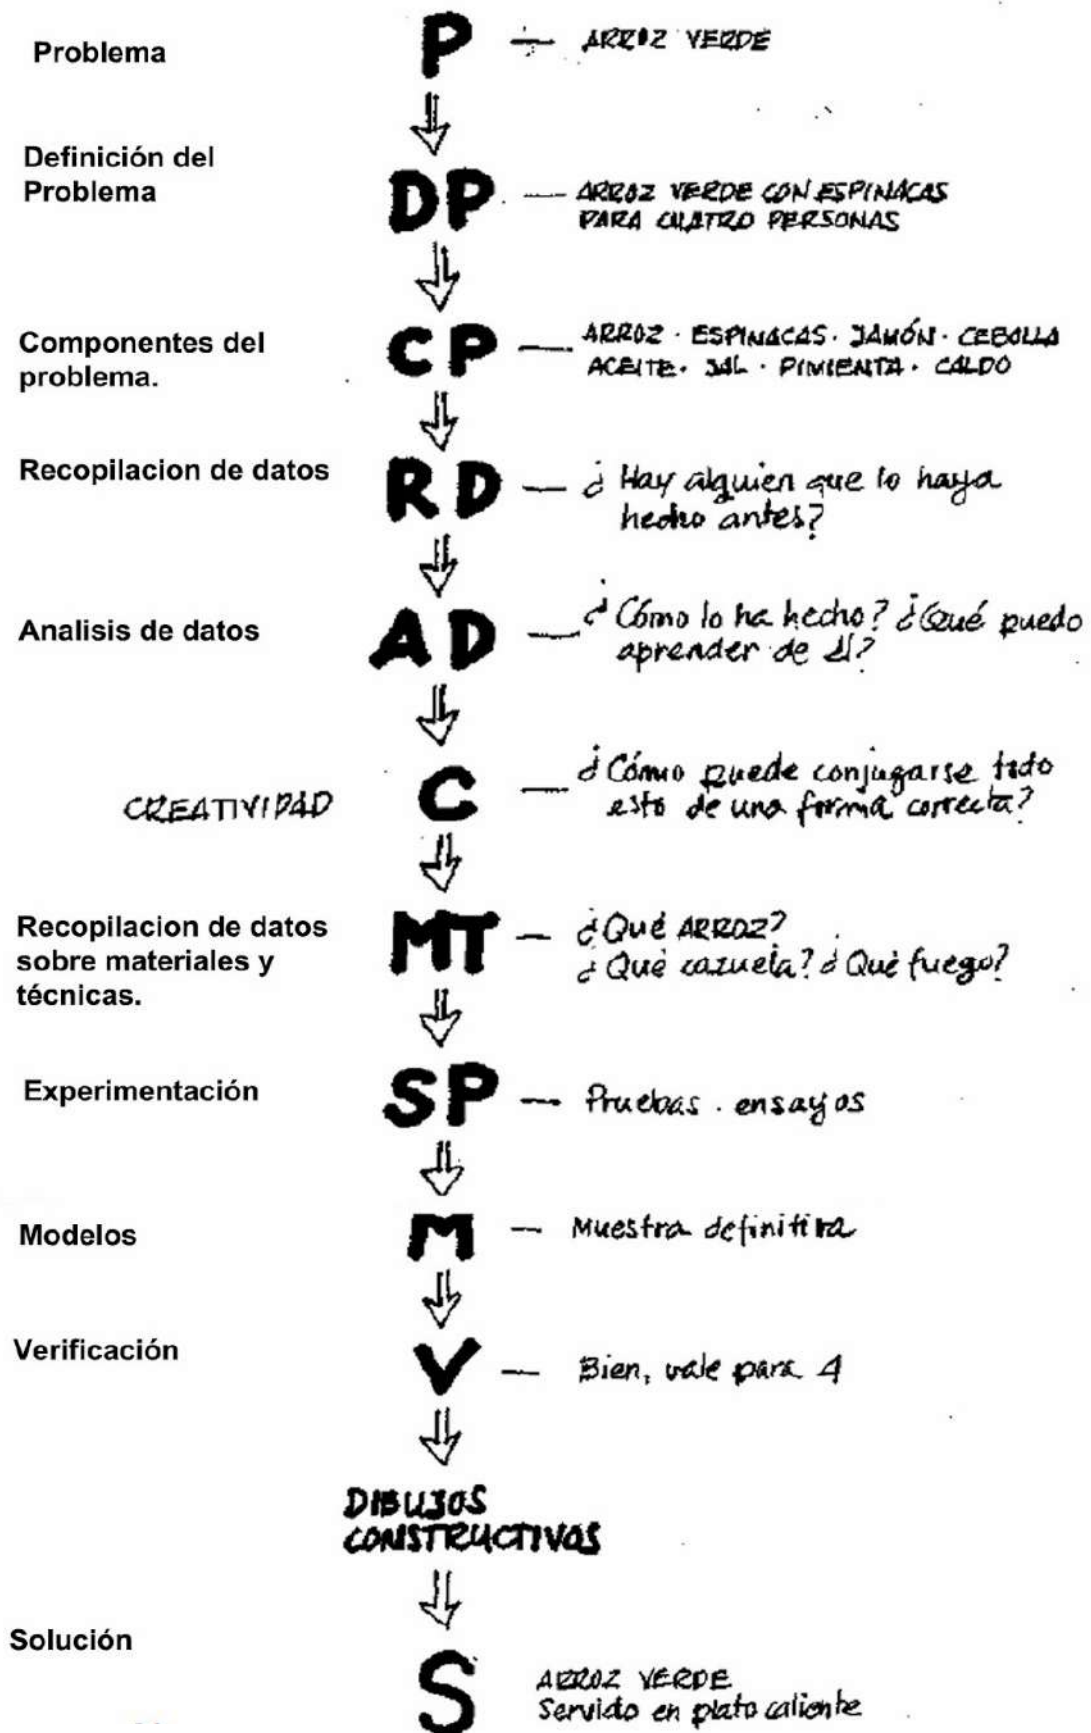 Problema
P — ARROZ VERDE
Definición del
Problema
DP — ARROZ VERDE CON ESPINACAS
PARA CUATRO PERSONAS
Componentes del
problema.
CP — ARROZ · ESPINACAS · JAMÓN · CEBOLLA
ACEITE · SAL · PIMIENTA · CALDO
Recopilacion de datos
RD — ¿Hay alguien que lo haya
hecho antes?
Analisis de datos
AD — ¿Cómo lo ha hecho? ¿Qué puedo
aprender de él?
CREATIVIDAD
C — ¿Cómo puede conjugarse todo
esto de una forma correcta?
Recopilacion de datos
sobre materiales y
técnicas.
MT — ¿Qué ARROZ?
¿Qué cazuela? ¿Qué fuego?
Experimentación
SP — Pruebas · ensayos
Modelos
M — Muestra definitiva
Verificación
V — Bien, vale para 4
DIBUJOS
CONSTRUCTIVOS
Solución
S ARROZ VERDE
Servido en plato caliente